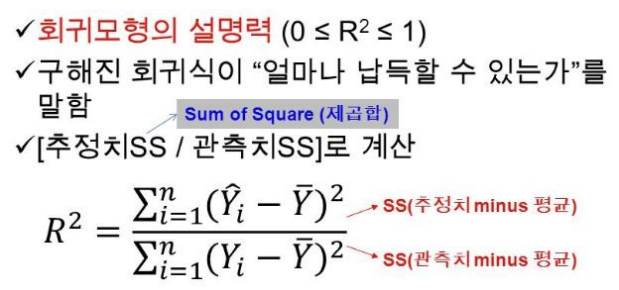 ✓회귀모형의 설명력 (0 ≤ R² ≤ 1)
✓구해진 회귀식이 “얼마나 납득할 수 있는가”를
말함
Sum of Square (제곱합)
✓[추정치SS / 관측치SS]로 계산
R² = \frac{\sum_{i=1}^{n}(\hat{Y}_i - \bar{Y})^2}{\sum_{i=1}^{n}(Y_i - \bar{Y})^2}
SS(추정치minus 평균)
SS(관측치minus 평균)